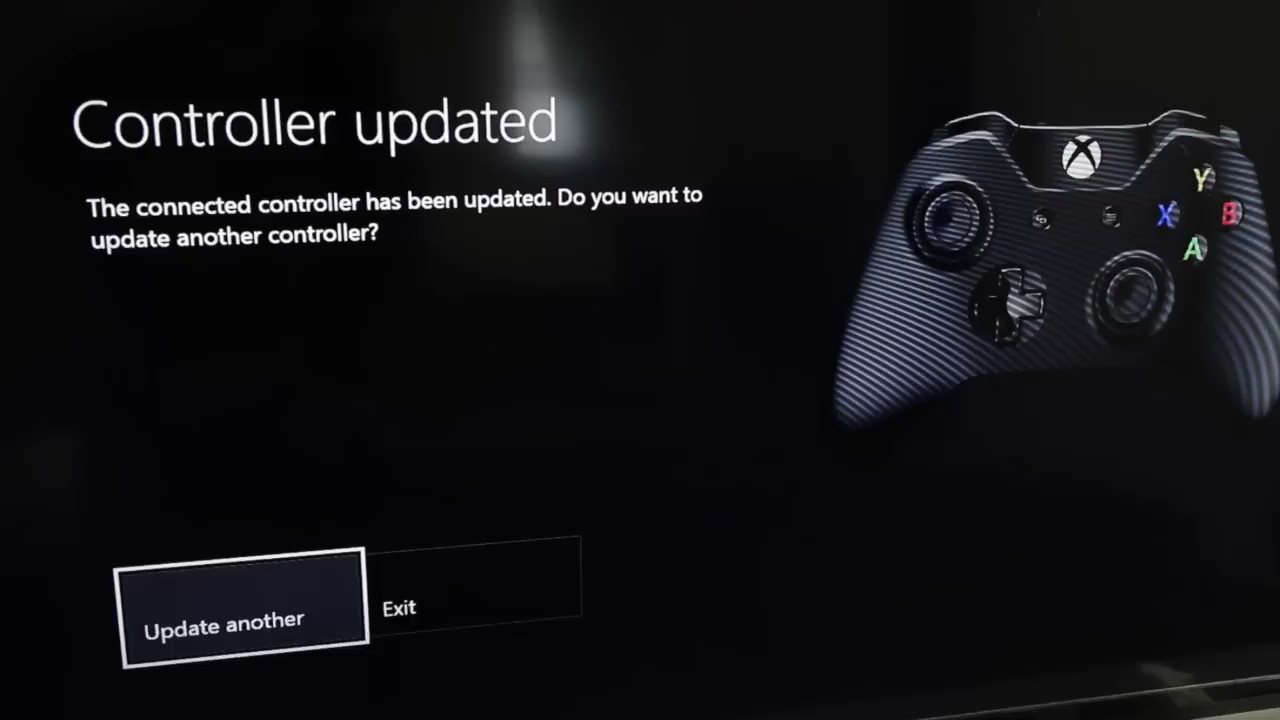 Controller updated
The connected controller has been updated. Do you want to
update another controller?
Y
X
B
A
Update another
Exit